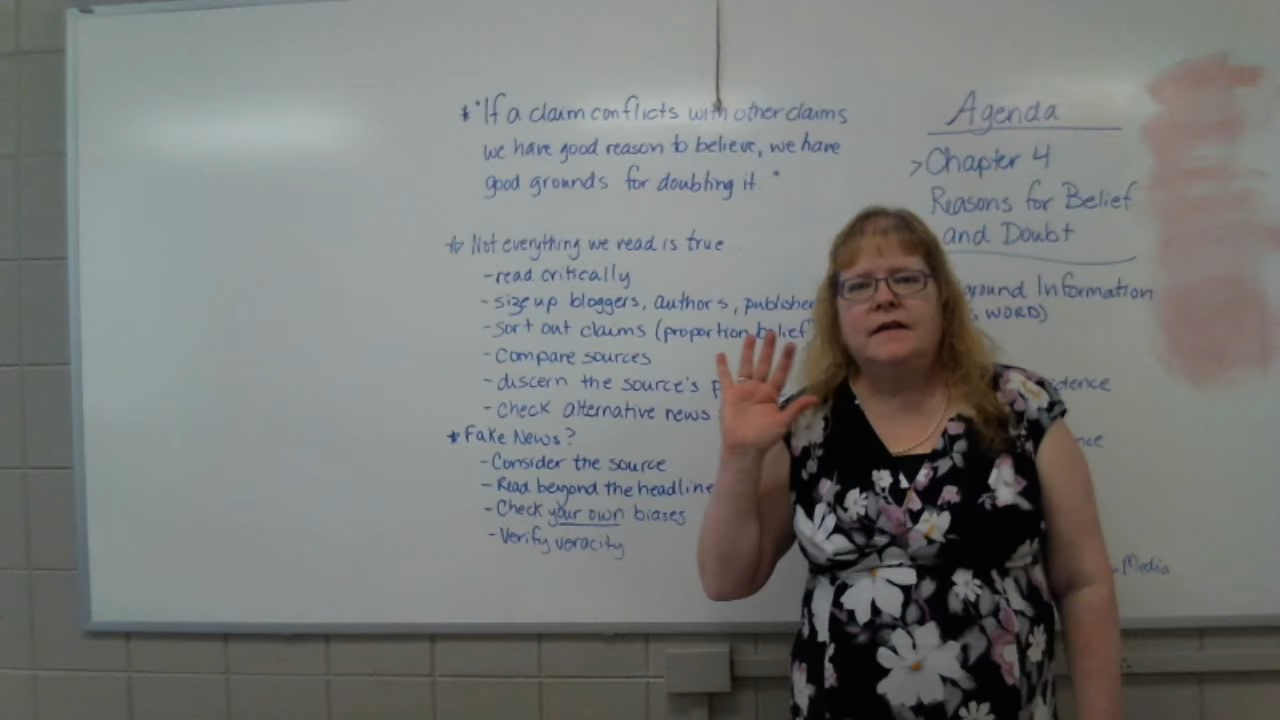 * "If a claim conflicts with other claims
we have good reason to believe, we have
good grounds for doubting it "
Not everything we read is true
- read critically
- size up bloggers, authors, publisher
- sort out claims (proportion belief
- Compare sources
- discern the source's
- check alternative news
* Fake News?
- Consider the source
- Read beyond the headline
- Check your own biases
- Verify veracity
Agenda
> Chapter 4
Reasons for Belief
and Doubt
ground Information
WORD)
Media